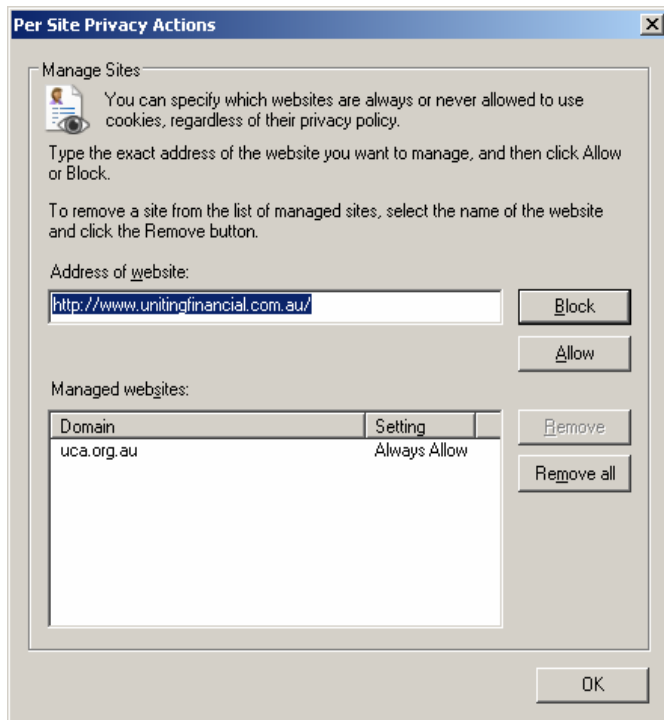 Per Site Privacy Actions
Manage Sites
You can specify which websites are always or never allowed to use
cookies, regardless of their privacy policy.
Type the exact address of the website you want to manage, and then click Allow
or Block.
To remove a site from the list of managed sites, select the name of the website
and click the Remove button.
Address of website:
http://www.unitingfinancial.com.au/
Block
Allow
Managed websites:
Domain Setting
Remove
uca.org.au Always Allow
Remove all
OK